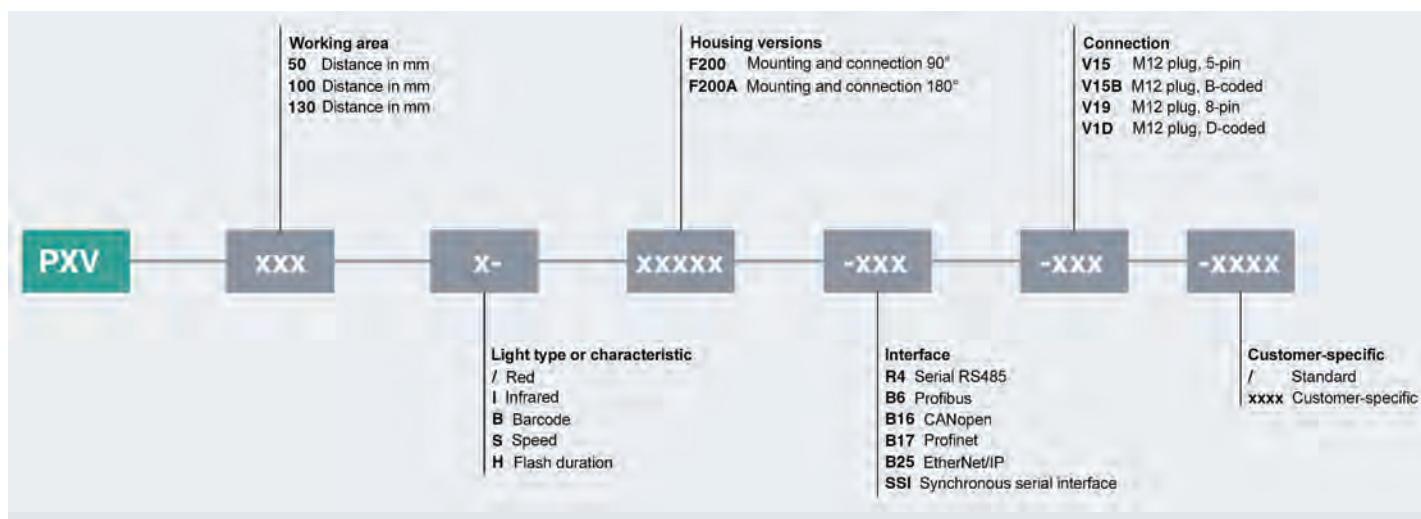 Working area
50 Distance in mm
100 Distance in mm
130 Distance in mm
Housing versions
F200 Mounting and connection 90°
F200A Mounting and connection 180°
Connection
V15 M12 plug, 5-pin
V15B M12 plug, B-coded
V19 M12 plug, 8-pin
V1D M12 plug, D-coded
PXV
xxx
x-
xxxxx
-xxx
-xxx
-xxxx
Light type or characteristic
/ Red
I Infrared
B Barcode
S Speed
H Flash duration
Interface
R4 Serial RS485
B6 Profibus
B16 CANopen
B17 Profinet
B25 EtherNet/IP
SSI Synchronous serial interface
Customer-specific
/ Standard
xxxx Customer-specific